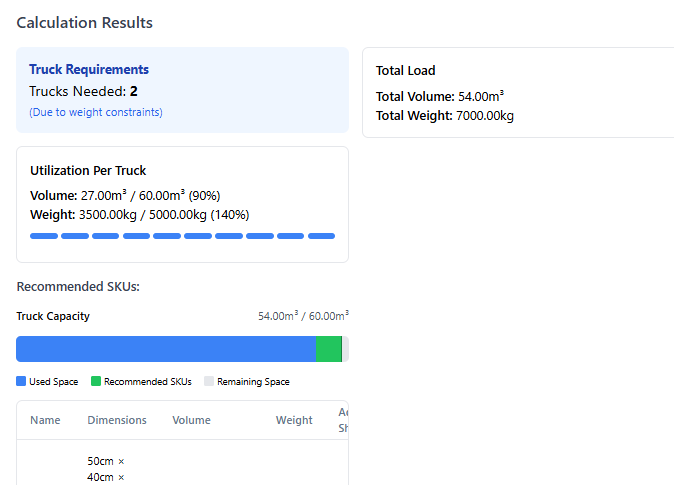 Calculation Results
Truck Requirements
Trucks Needed: 2
(Due to weight constraints)
Total Load
Total Volume: 54.00m³
Total Weight: 7000.00kg
Utilization Per Truck
Volume: 27.00m³ / 60.00m³ (90%)
Weight: 3500.00kg / 5000.00kg (140%)
Recommended SKUs:
Truck Capacity 54.00m³ / 60.00m³
Used Space Recommended SKUs Remaining Space
Name Dimensions Volume Weight
50cm ×
40cm ×